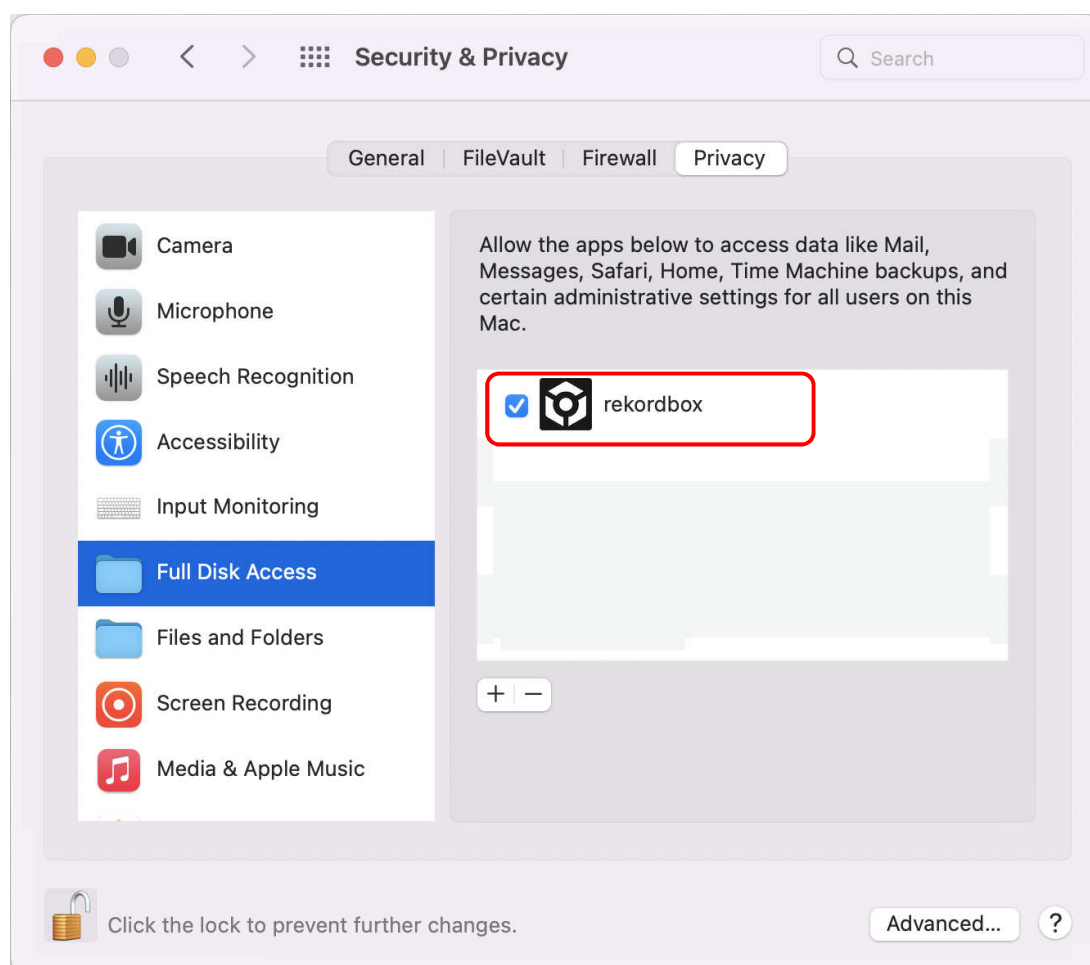 Security & Privacy
Search
General
FileVault
Firewall
Privacy
Camera
Microphone
Speech Recognition
Accessibility
Input Monitoring
Full Disk Access
Files and Folders
Screen Recording
Media & Apple Music
Allow the apps below to access data like Mail,
Messages, Safari, Home, Time Machine backups, and
certain administrative settings for all users on this
Mac.
rekordbox
+ −
Click the lock to prevent further changes.
Advanced...
?